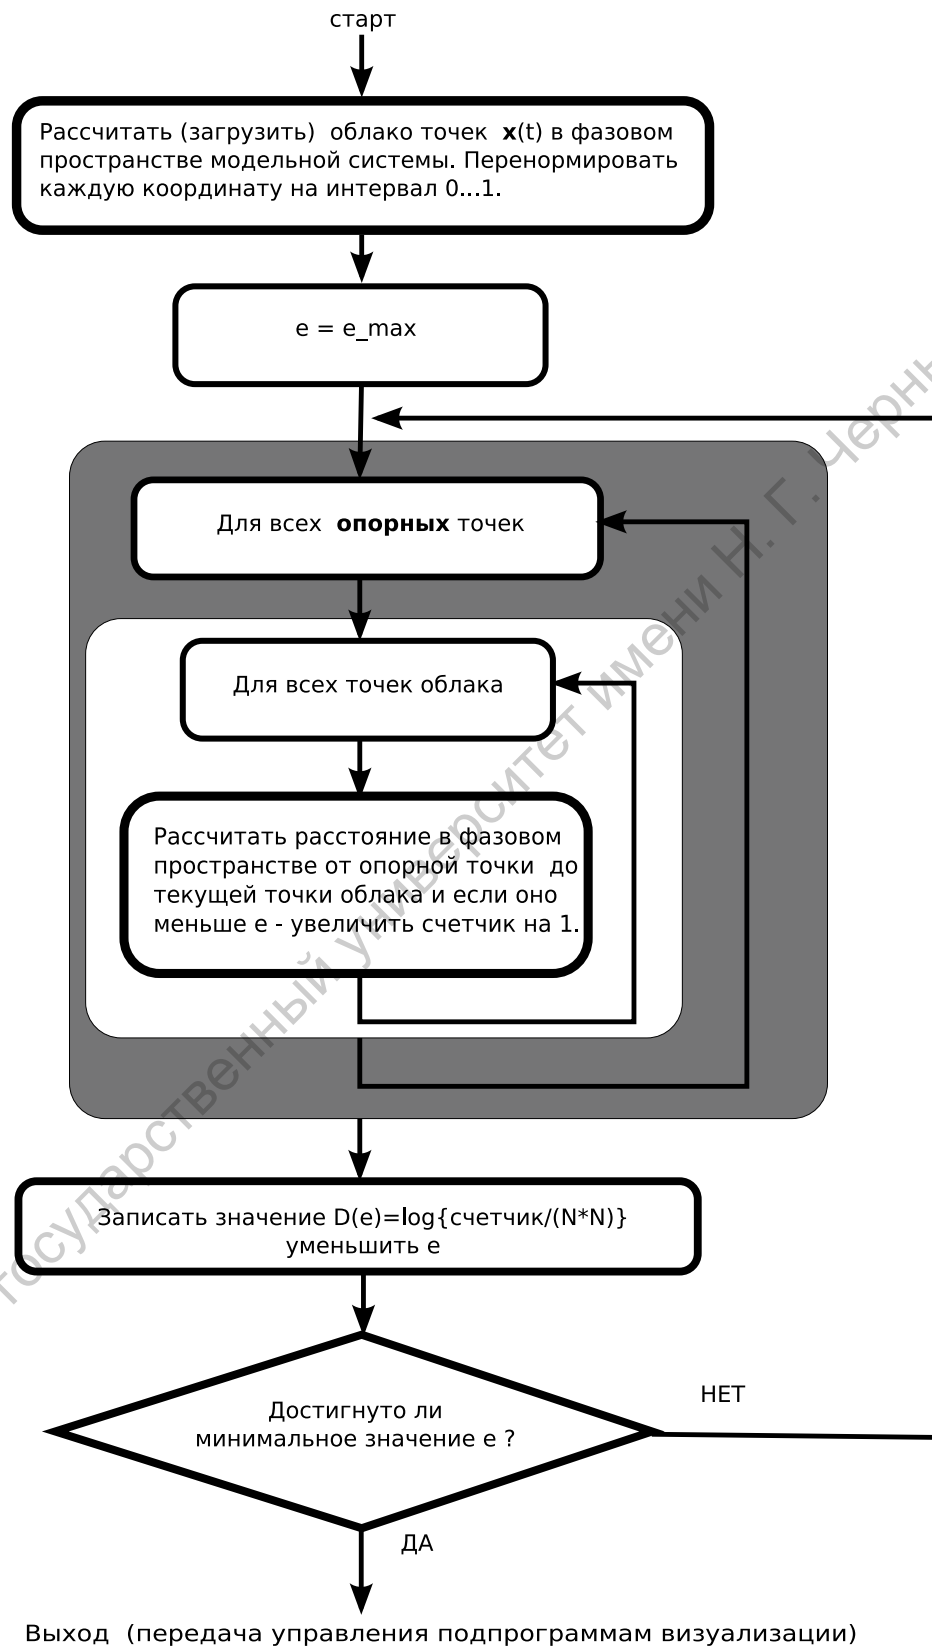 старт
Рассчитать (загрузить) облако точек x(t) в фазовом
пространстве модельной системы. Перенормировать
каждую координату на интервал 0...1.
e = e_max
Для всех опорных точек
Для всех точек облака
Рассчитать расстояние в фазовом
пространстве от опорной точки до
текущей точки облака и если оно
меньше e - увеличить счетчик на 1.
Записать значение D(e)=log{счетчик/(N*N)}
уменьшить e
Достигнуто ли
минимальное значение e ?
НЕТ
ДА
Выход (передача управления подпрограммам визуализации)
государственный университет имени Н. Г. Черны